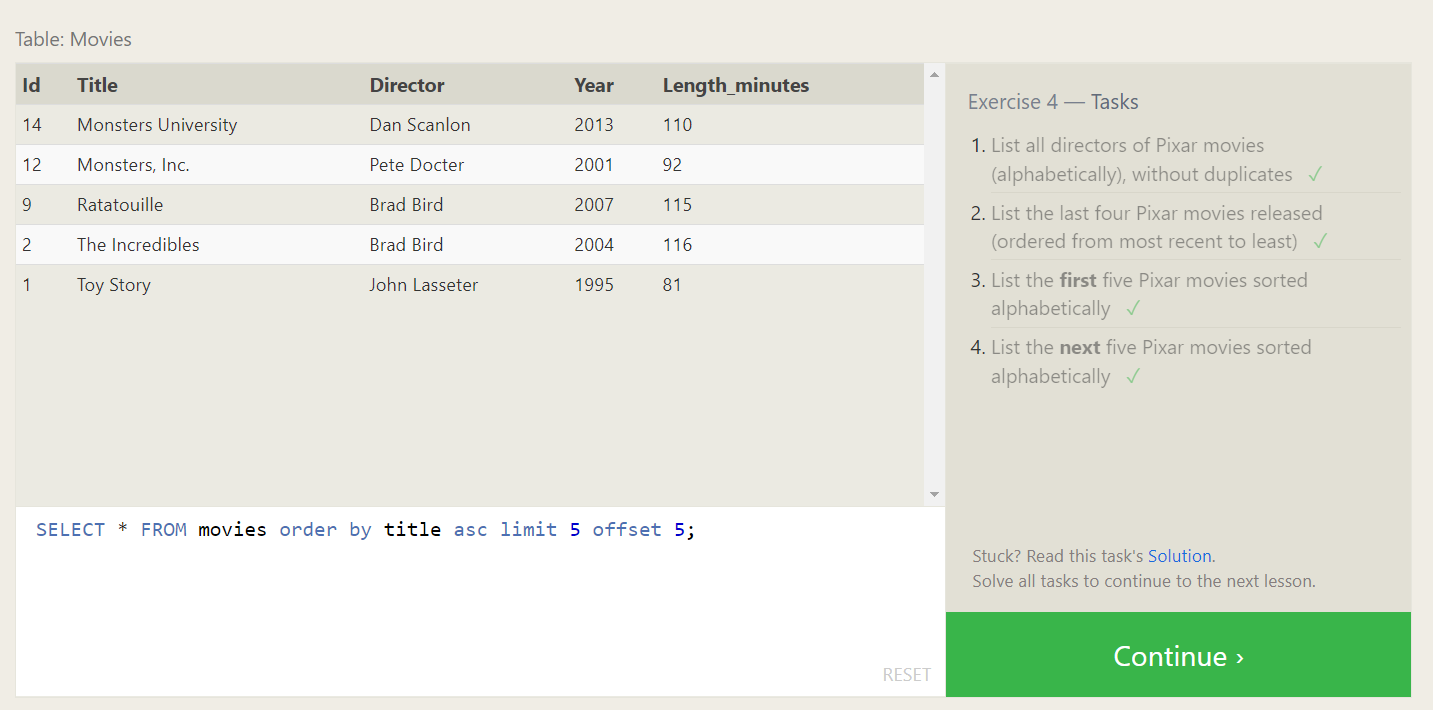 Table: Movies
Id Title Director Year Length_minutes
14 Monsters University Dan Scanlon 2013 110
12 Monsters, Inc. Pete Docter 2001 92
9 Ratatouille Brad Bird 2007 115
2 The Incredibles Brad Bird 2004 116
1 Toy Story John Lasseter 1995 81
SELECT * FROM movies order by title asc limit 5 offset 5;
RESET
Exercise 4 — Tasks
1. List all directors of Pixar movies
(alphabetically), without duplicates ✓
2. List the last four Pixar movies released
(ordered from most recent to least) ✓
3. List the first five Pixar movies sorted
alphabetically ✓
4. List the next five Pixar movies sorted
alphabetically ✓
Stuck? Read this task's Solution.
Solve all tasks to continue to the next lesson.
Continue ›